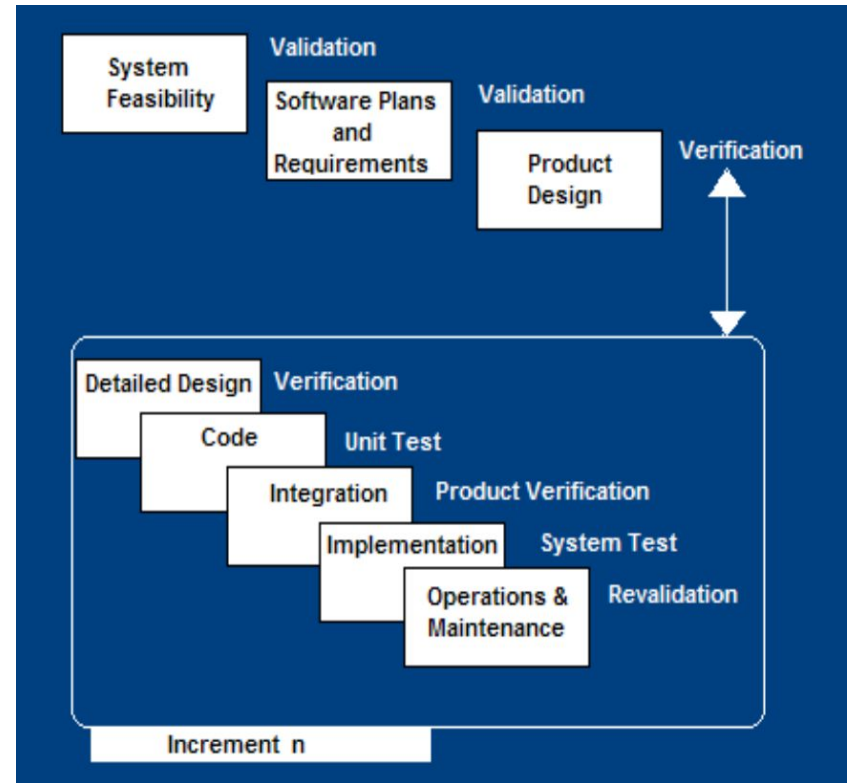 System
Feasibility
Validation
Software Plans
and
Requirements
Validation
Product
Design
Verification
Detailed Design
Verification
Code
Unit Test
Integration
Product Verification
Implementation
System Test
Operations &
Maintenance
Revalidation
Increment n